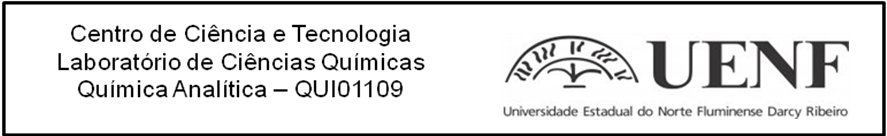 Centro de Ciência e Tecnologia
Laboratório de Ciências Químicas
Química Analítica – QUI01109
UENF
Universidade Estadual do Norte Fluminense Darcy Ribeiro